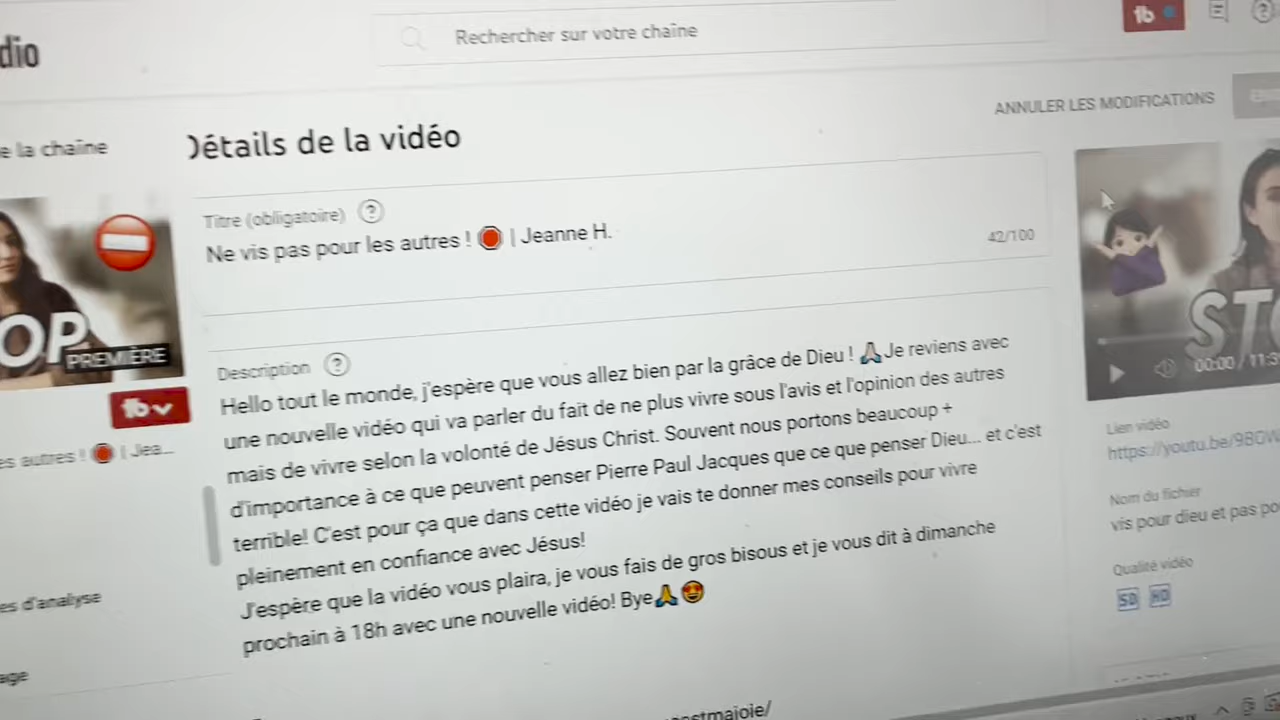 dio
Rechercher sur votre chaîne
ANNULER LES MODIFICATIONS
e la chaîne
Détails de la vidéo
Titre (obligatoire)
Ne vis pas pour les autres ! 🛑 | Jeanne H.
42/100
OP
PREMIÈRE
STO
00:00 / 11:3
es autres ! 🛑 | Jea...
Description
Hello tout le monde, j'espère que vous allez bien par la grâce de Dieu ! 🙏🏻Je reviens avec
une nouvelle vidéo qui va parler du fait de ne plus vivre sous l'avis et l'opinion des autres
mais de vivre selon la volonté de Jésus Christ. Souvent nous portons beaucoup +
d'importance à ce que peuvent penser Pierre Paul Jacques que ce que penser Dieu... et c'est
terrible! C'est pour ça que dans cette vidéo je vais te donner mes conseils pour vivre
pleinement en confiance avec Jésus!
J'espère que la vidéo vous plaira, je vous fais de gros bisous et je vous dit à dimanche
prochain à 18h avec une nouvelle vidéo! Bye🙏😍
Lien vidéo
https://youtu.be/9BGW
Nom du fichier
vis pour dieu et pas po
Qualité vidéo
SD HD
es d'analyse
age
estmajoie/